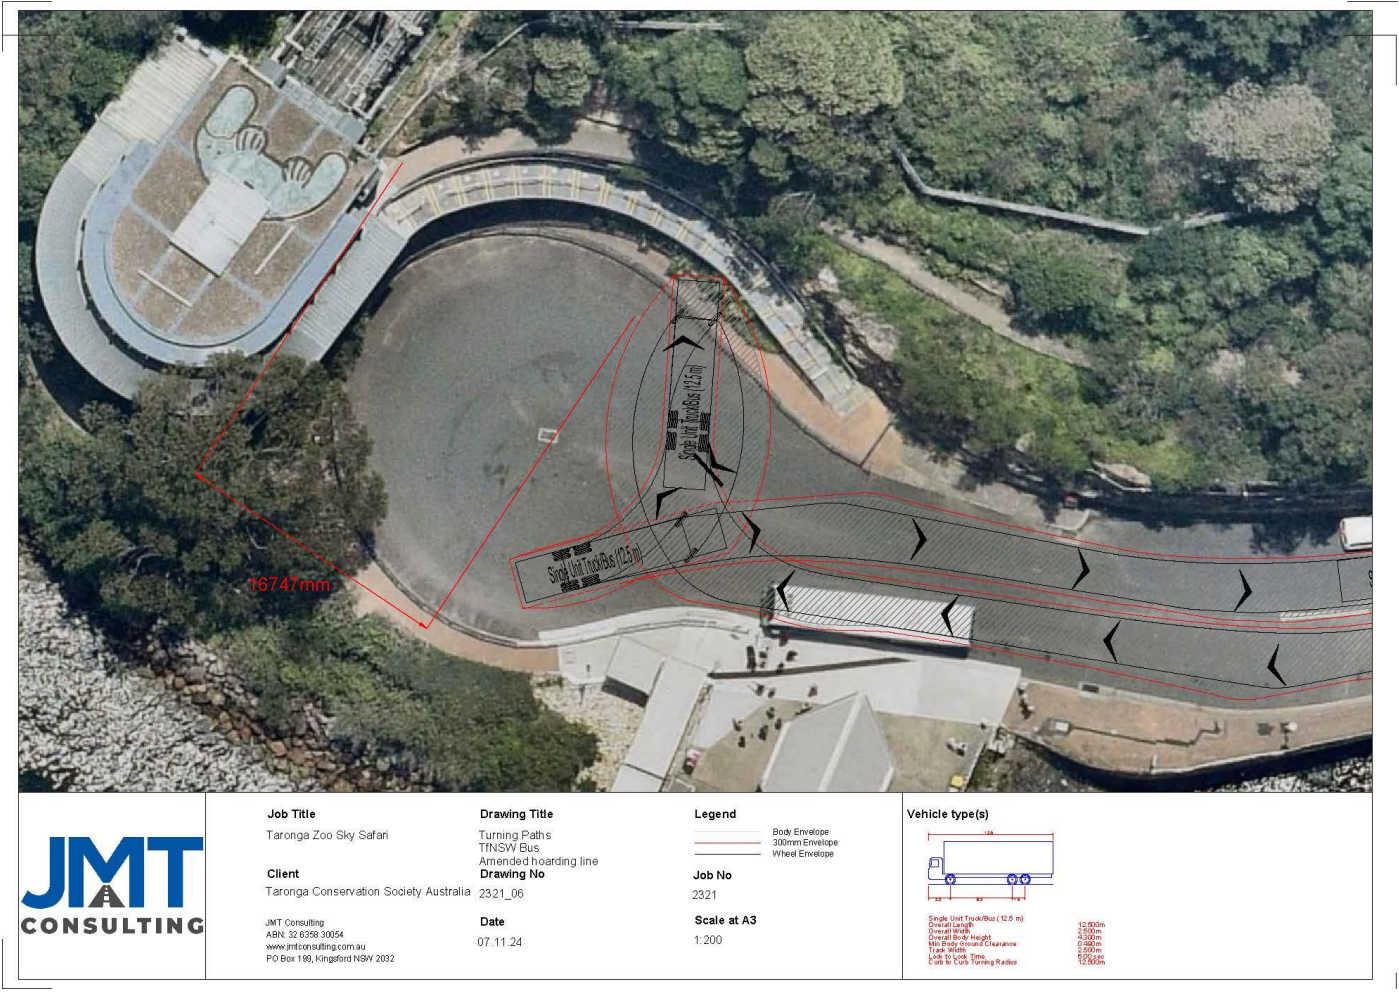 Single Unit Truck/Bus (12.5 m)
Single Unit Truck/Bus (12.5 m)
16747mm
JMT
CONSULTING
Job Title
Taronga Zoo Sky Safari
Client
Taronga Conservation Society Australia
JMT Consulting
ABN: 32 6358 30054
www.jmtconsulting.com.au
PO Box 199, Kingsford NSW 2032
Drawing Title
Turning Paths
TfNSW Bus
Amended hoarding line
Drawing No
2321_06
Date
07.11.24
Legend
Body Envelope
300mm Envelope
Wheel Envelope
Job No
2321
Scale at A3
1:200
Vehicle type(s)
Single Unit Truck/Bus (12.5 m)
Overall Length 12.500m
Overall Width 2.500m
Overall Body Height 4.300m
Min Body Ground Clearance
Track Width 2.500m
Lock to Lock Time 6.00 sec
Curb to Curb Turning Radius 12.500m